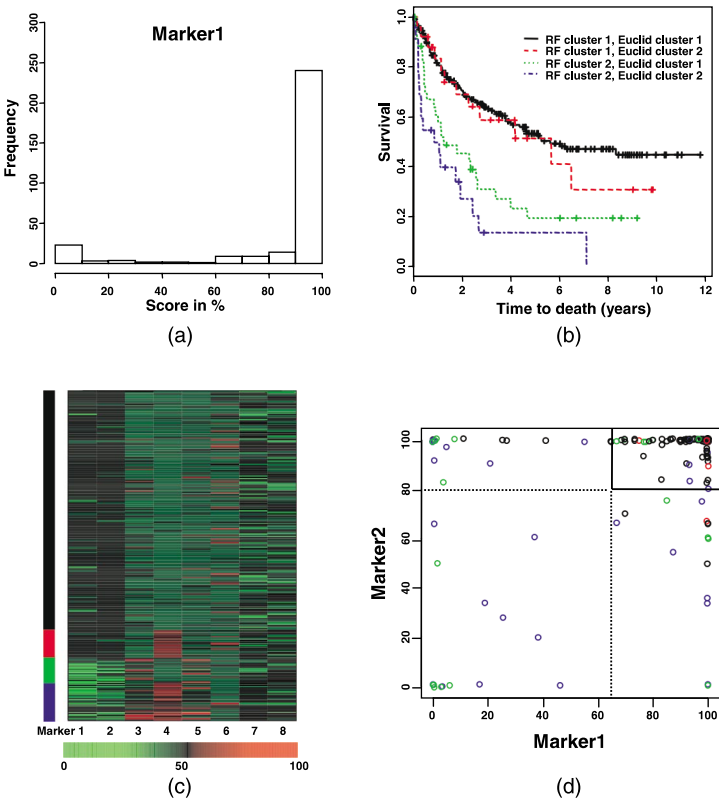 Marker1
Frequency
0 50 100 150 200 250 300
0 20 40 60 80 100
Score in %
(a)
RF cluster 1, Euclid cluster 1
RF cluster 1, Euclid cluster 2
RF cluster 2, Euclid cluster 1
RF cluster 2, Euclid cluster 2
Survival
0.0 0.2 0.4 0.6 0.8 1.0
0 2 4 6 8 10 12
Time to death (years)
(b)
Marker 1 2 3 4 5 6 7 8
0 50 100
(c)
Marker2
0 20 40 60 80 100
0 20 40 60 80 100
Marker1
(d)